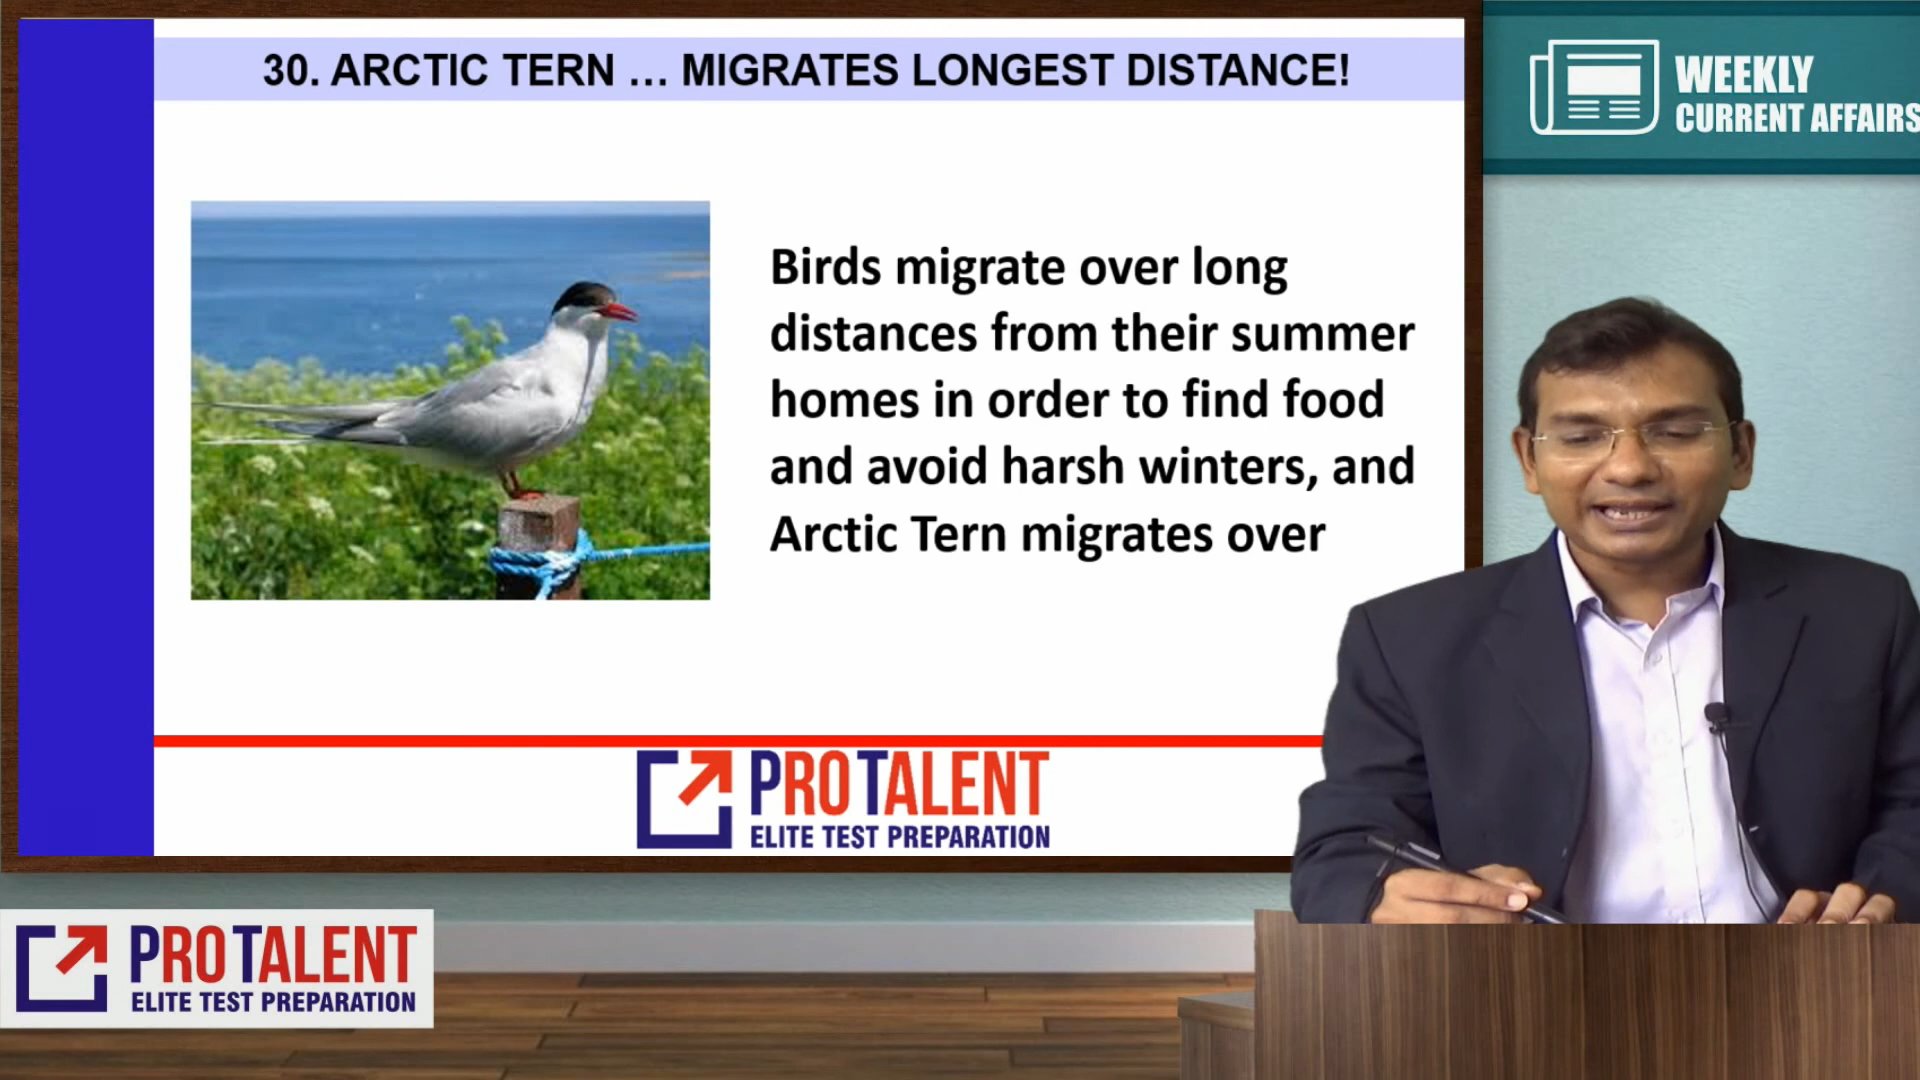 30. ARCTIC TERN ... MIGRATES LONGEST DISTANCE!
WEEKLY
CURRENT AFFAIRS
Birds migrate over long
distances from their summer
homes in order to find food
and avoid harsh winters, and
Arctic Tern migrates over
PROTALENT
ELITE TEST PREPARATION
PROTALENT
ELITE TEST PREPARATION